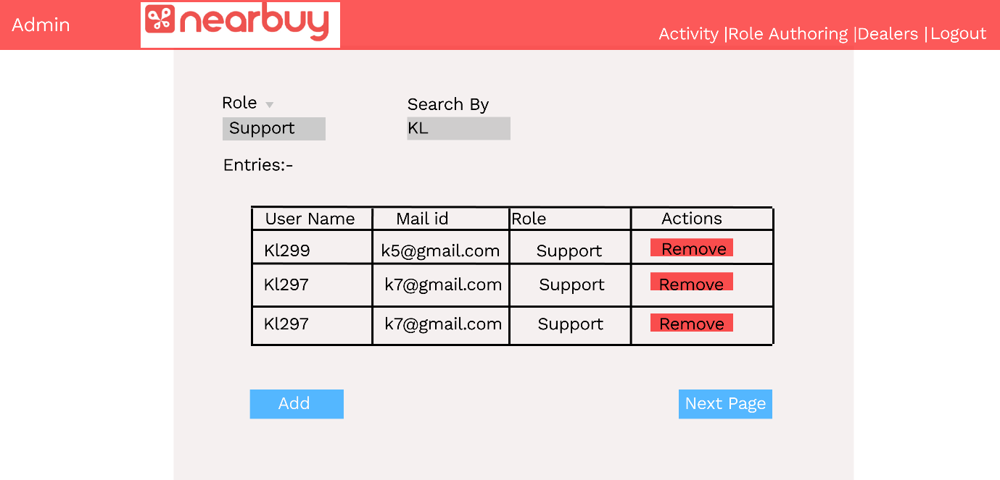 Admin
nearbuy
Activity |Role Authoring |Dealers |Logout
Role Search By
Support KL
Entries:-
User Name Mail id Role Actions
Kl299 k5@gmail.com Support Remove
Kl297 k7@gmail.com Support Remove
Kl297 k7@gmail.com Support Remove
Add Next Page